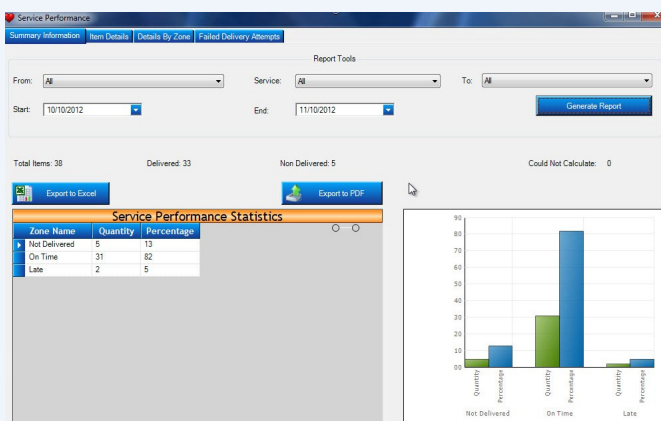 Service Performance
Summary Information Item Details Details By Zone Failed Delivery Attempts
Report Tools
From: All Service: All To: All
Start: 10/10/2012 End: 11/10/2012 Generate Report
Total Items: 38 Delivered: 33 Non Delivered: 5 Could Not Calculate: 0
Export to Excel Export to PDF
Service Performance Statistics
Zone Name Quantity Percentage
Not Delivered 5 13
On Time 31 82
Late 2 5
90
80
70
60
50
40
30
20
10
00
Quantity Percentage Quantity Percentage Quantity Percentage
Not Delivered On Time Late